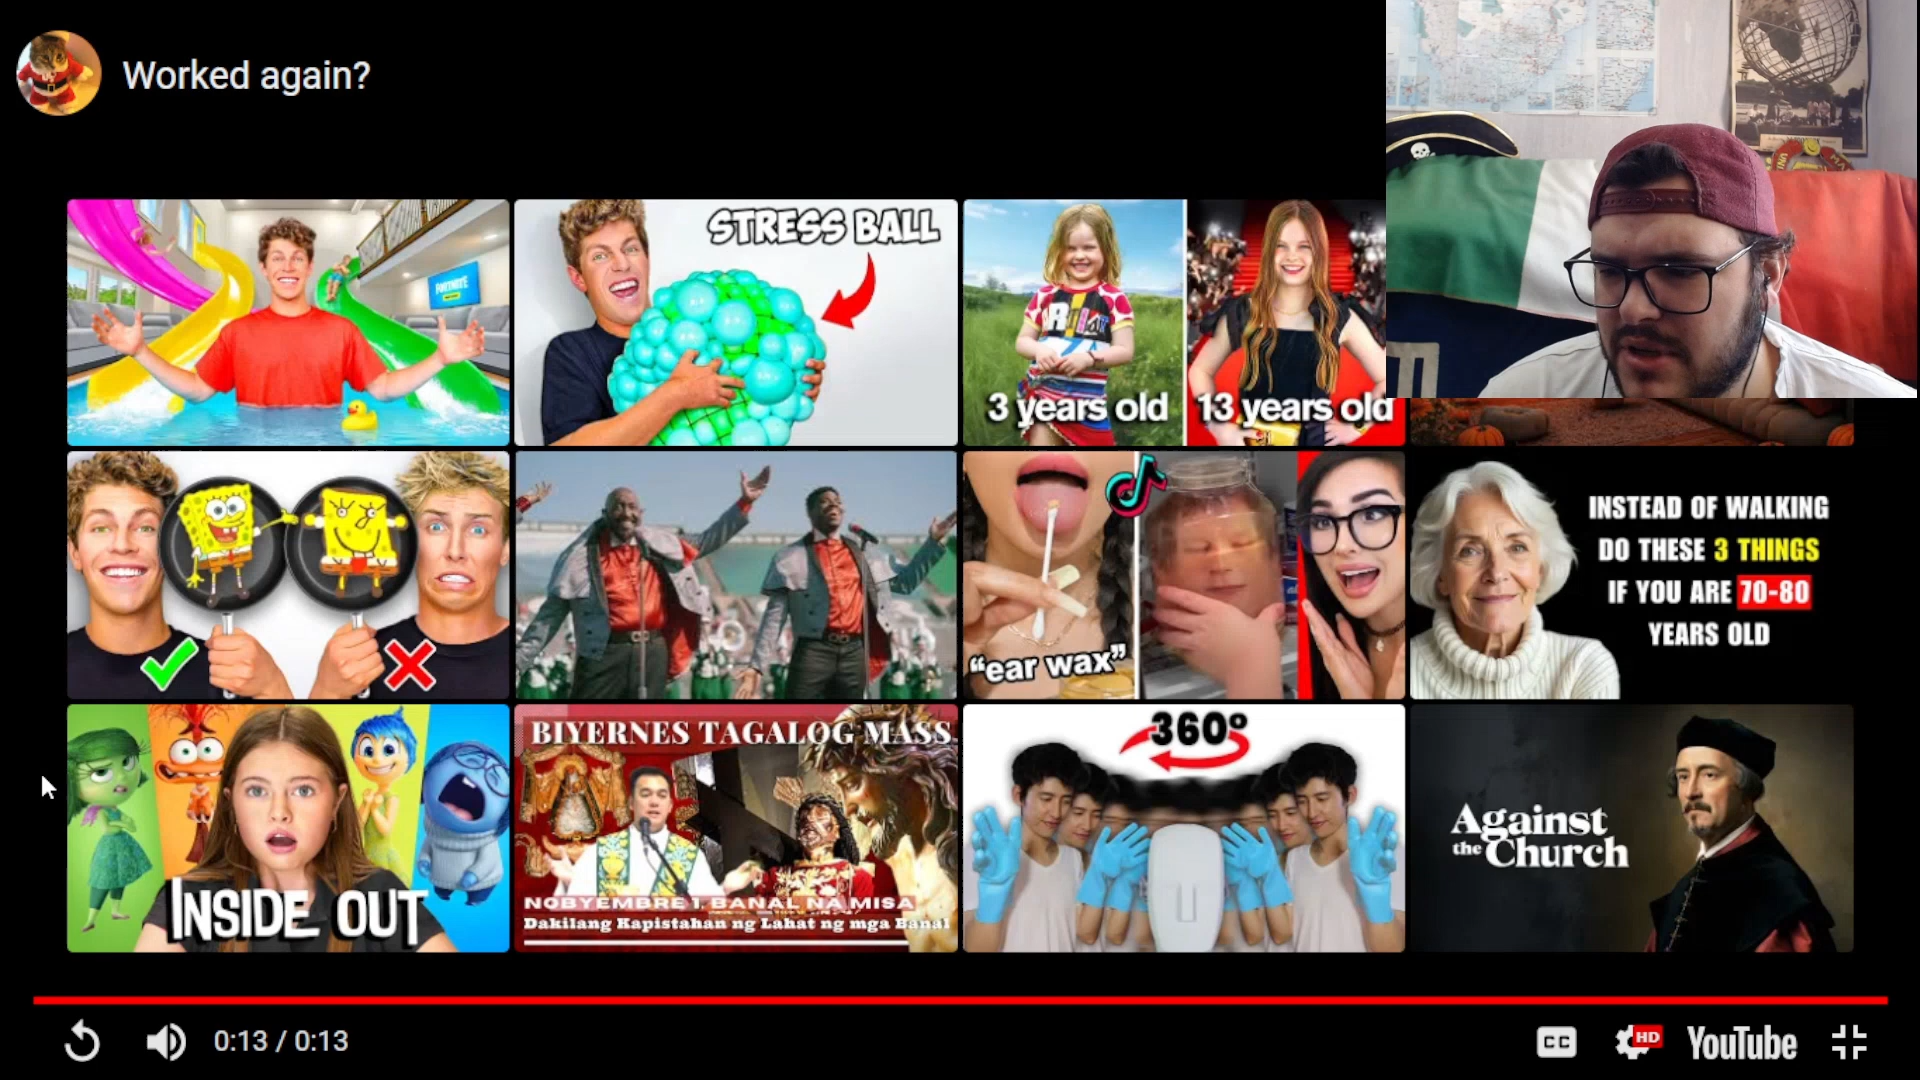 Worked again?
FORTNITE
STRESS BALL
3 years old
13 years old
"ear wax"
INSTEAD OF WALKING
DO THESE 3 THINGS
IF YOU ARE 70-80
YEARS OLD
INSIDE OUT
BIYERNES TAGALOG MASS
NOBYEMBRE 1, BANAL NA MISA
Dakilang Kapistahan ng Lahat ng mga Banal
360º
Against
the Church
0:13 / 0:13
CC
HD
YouTube